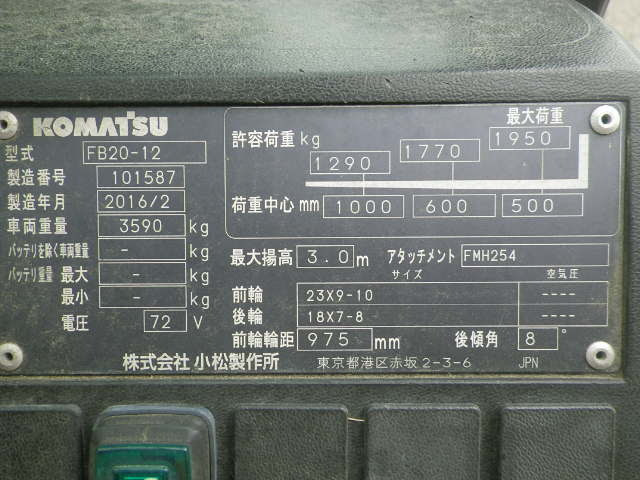 KOMATSU
型式 FB20-12
製造番号 101587
製造年月 2016/2
車両重量 3590 kg
バッテリを除く車両重量 - kg
バッテリ重量 最大 - kg
最小 - kg
電圧 72 V
株式会社 小松製作所
最大荷重
許容荷重 kg 1290 1770 1950
荷重中心 mm 1000 600 500
最大揚高 3.0 m アタッチメント FMH254
サイズ 空気圧
前輪 23X9-10 ----
後輪 18X7-8 ----
前輪輪距 975 mm 後傾角 8 °
東京都港区赤坂 2-3-6 JPN